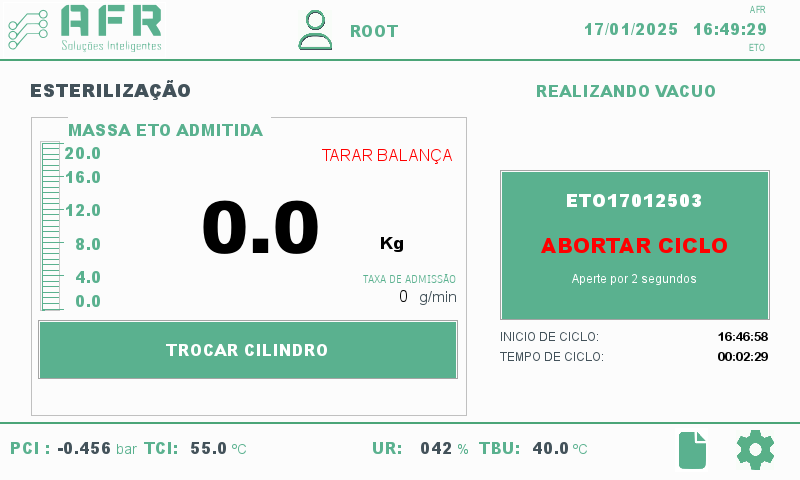 AFR
Soluções Inteligentes
ROOT
17/01/2025 16:49:29
AFR
ETO
ESTERILIZAÇÃO
REALIZANDO VACUO
MASSA ETO ADMITIDA
TARAR BALANÇA
20.0
16.0
12.0
8.0
4.0
0.0
0.0 Kg
TAXA DE ADMISSÃO
0 g/min
TROCAR CILINDRO
ETO17012503
ABORTAR CICLO
Aperte por 2 segundos
INICIO DE CICLO: 16:46:58
TEMPO DE CICLO: 00:02:29
PCI : -0.456 bar TCI: 55.0 ºC UR: 042 % TBU: 40.0 ºC